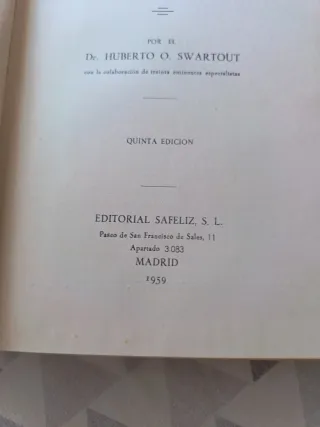 POR EL
Dr. HUBERTO O. SWARTOUT
con la colaboración de treinta eminentes especialistas
QUINTA EDICION
EDITORIAL SAFELIZ, S. L.
Paseo de San Francisco de Sales, 11
Apartado 3.083
MADRID
1959